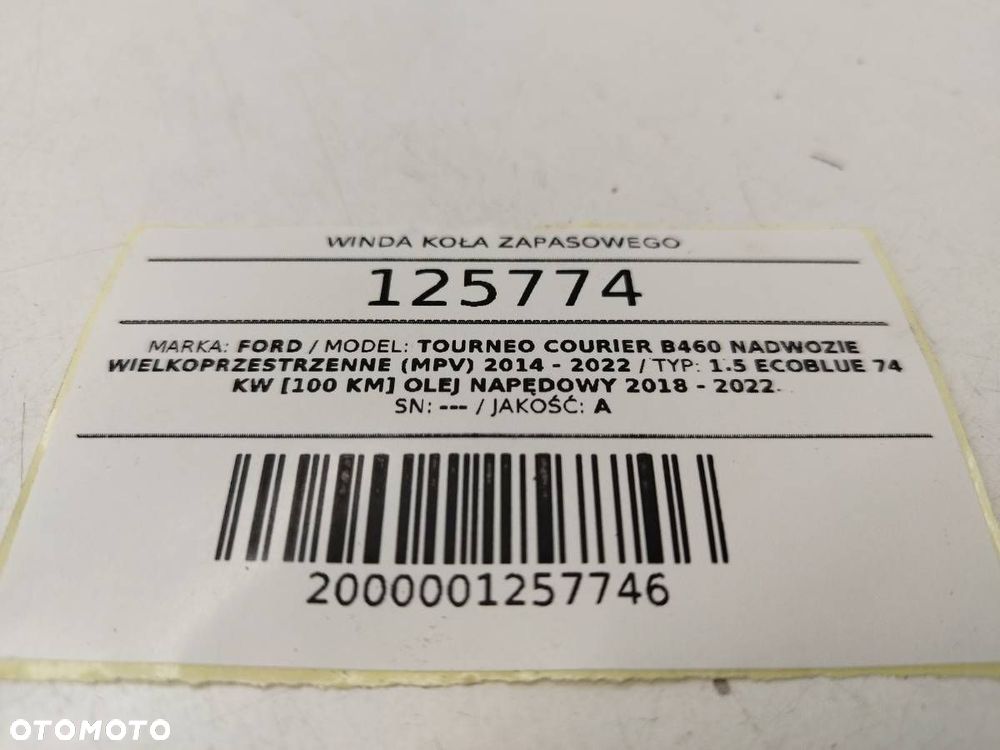 WINDA KOŁA ZAPASOWEGO
125774
MARKA: FORD / MODEL: TOURNEO COURIER B460 NADWOZIE
WIELKOPRZESTRZENNE (MPV) 2014 - 2022 / TYP: 1.5 ECOBLUE 74
KW [100 KM] OLEJ NAPĘDOWY 2018 - 2022
SN: --- / JAKOŚĆ: A
2000001257746
OTOMOTO